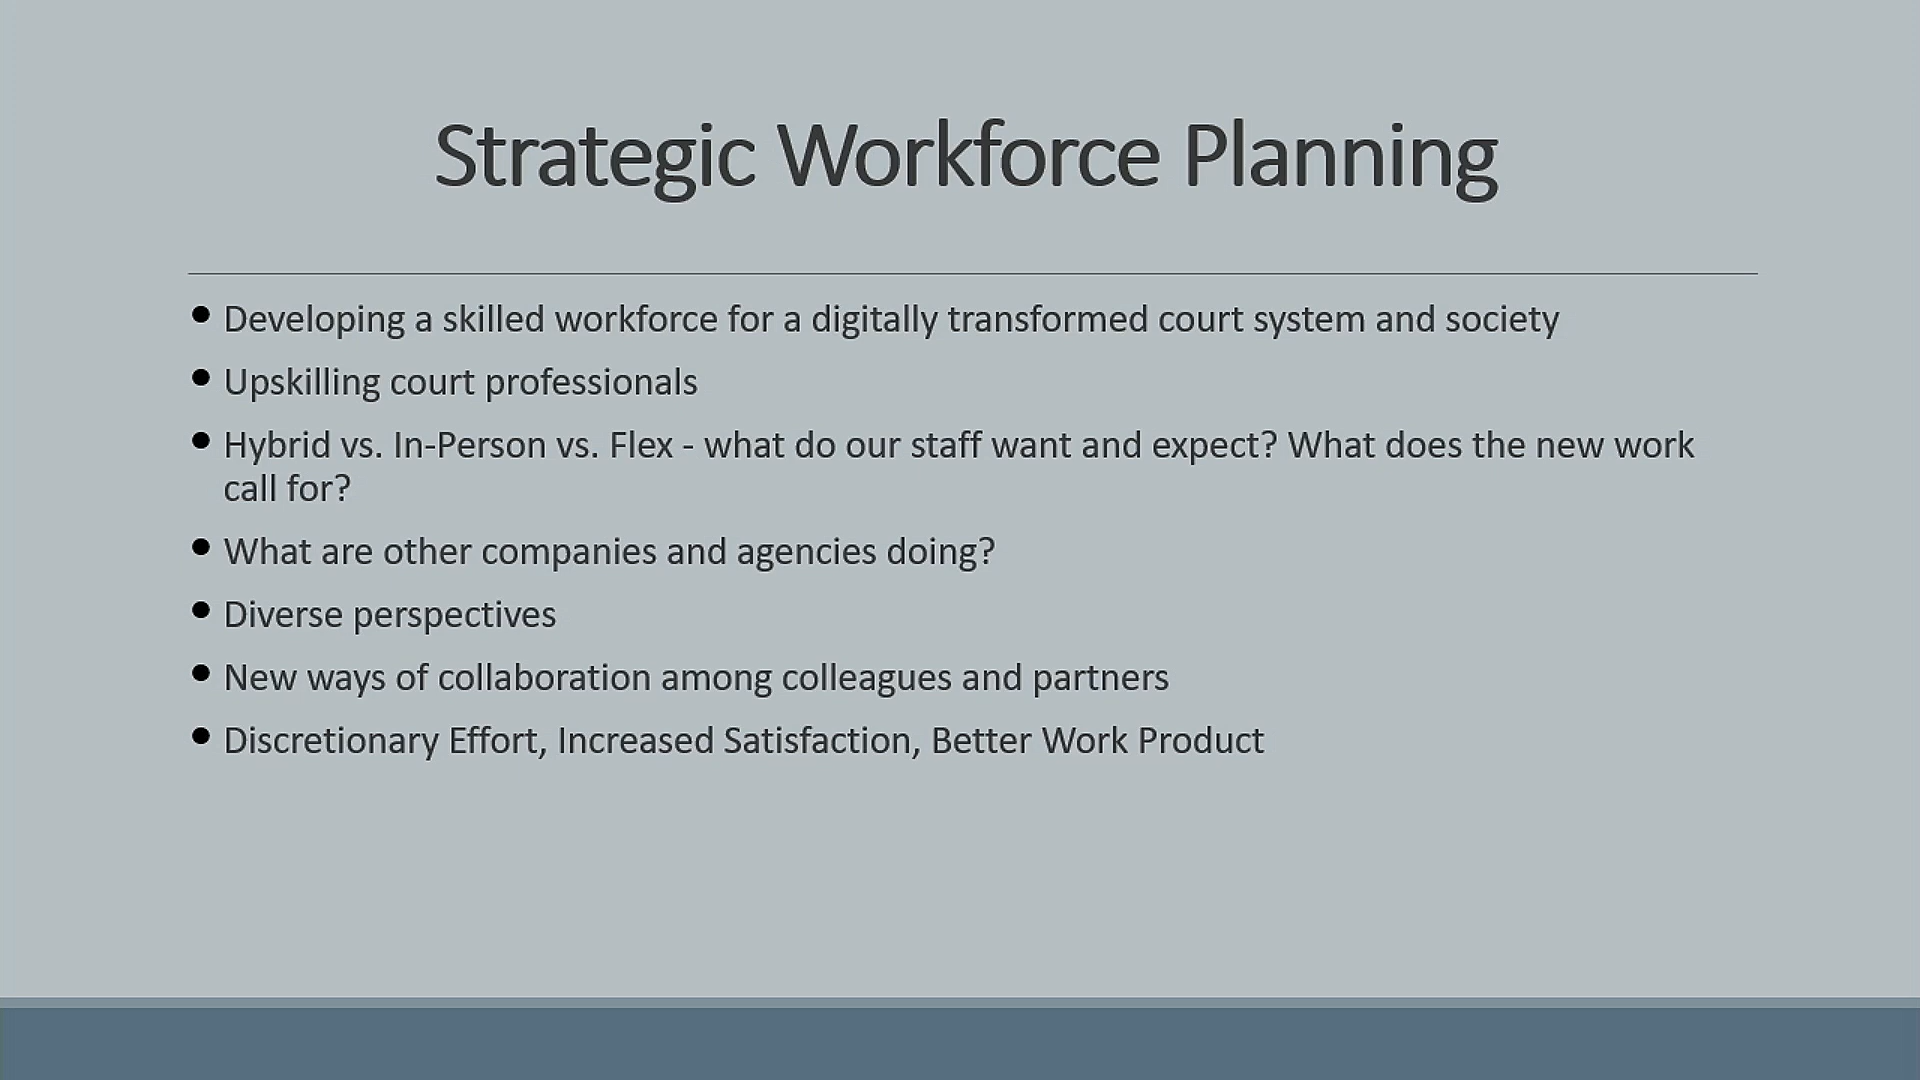 Strategic Workforce Planning
• Developing a skilled workforce for a digitally transformed court system and society
• Upskilling court professionals
• Hybrid vs. In-Person vs. Flex - what do our staff want and expect? What does the new work
call for?
• What are other companies and agencies doing?
• Diverse perspectives
• New ways of collaboration among colleagues and partners
• Discretionary Effort, Increased Satisfaction, Better Work Product